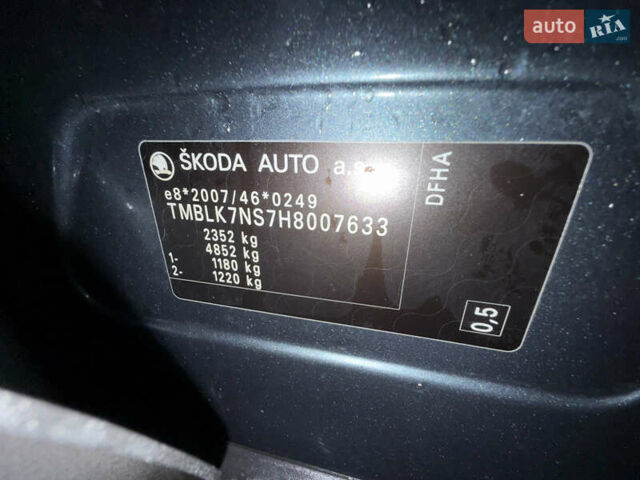 auto RIA.com
ŠKODA AUTO a.s.
e8*2007/46*0249
TMBLK7NS7H8007633
2352 kg
4852 kg
1- 1180 kg
2- 1220 kg
DFHA
0,5